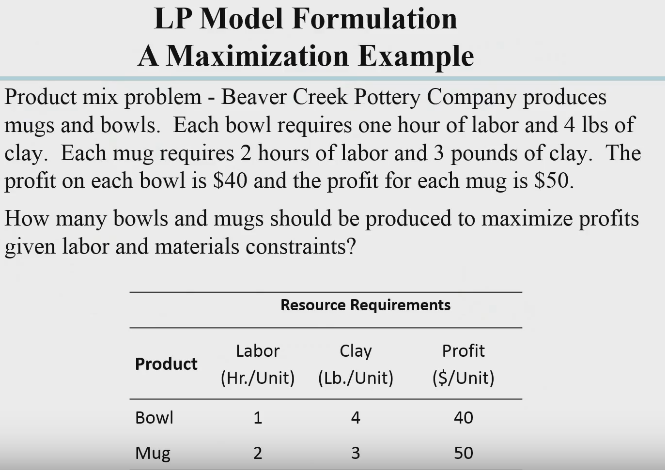 LP Model Formulation
A Maximization Example
Product mix problem - Beaver Creek Pottery Company produces
mugs and bowls. Each bowl requires one hour of labor and 4 lbs of
clay. Each mug requires 2 hours of labor and 3 pounds of clay. The
profit on each bowl is $40 and the profit for each mug is $50.
How many bowls and mugs should be produced to maximize profits
given labor and materials constraints?
Resource Requirements
Product Labor (Hr./Unit) Clay (Lb./Unit) Profit ($/Unit)
Bowl 1 4 40
Mug 2 3 50